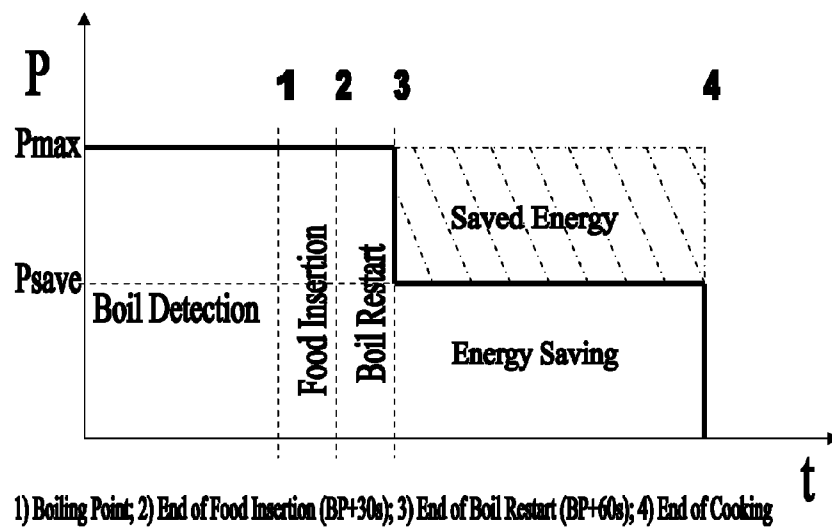 P
1 2 3 4
Pmax
Saved Energy
Psave
Boil Detection
Food Insertion
Boil Restart
Energy Saving
t
1) Boiling Point; 2) End of Food Insertion (BP+30s); 3) End of Boil Restart (BP+60s); 4) End of Cooking